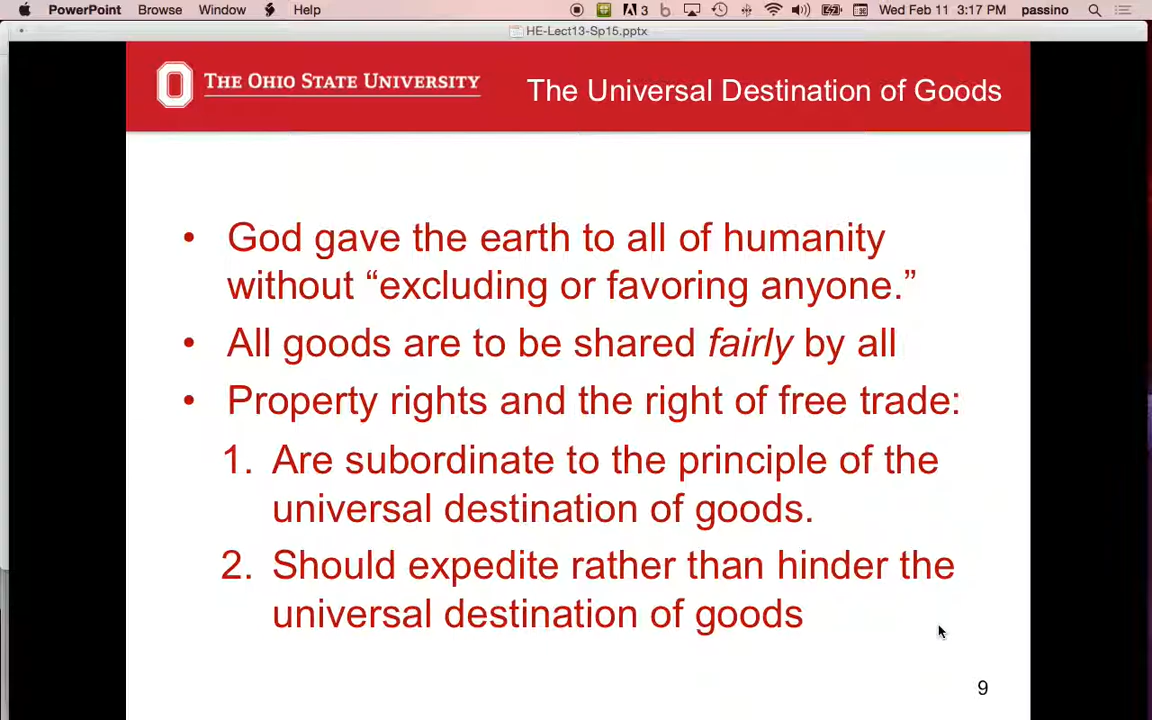 PowerPoint Browse Window Help 3 Wed Feb 11 3:17 PM passino
HE-Lect13-Sp15.pptx
THE OHIO STATE UNIVERSITY
The Universal Destination of Goods
• God gave the earth to all of humanity
without “excluding or favoring anyone.”
• All goods are to be shared fairly by all
• Property rights and the right of free trade:
1. Are subordinate to the principle of the
universal destination of goods.
2. Should expedite rather than hinder the
universal destination of goods
9